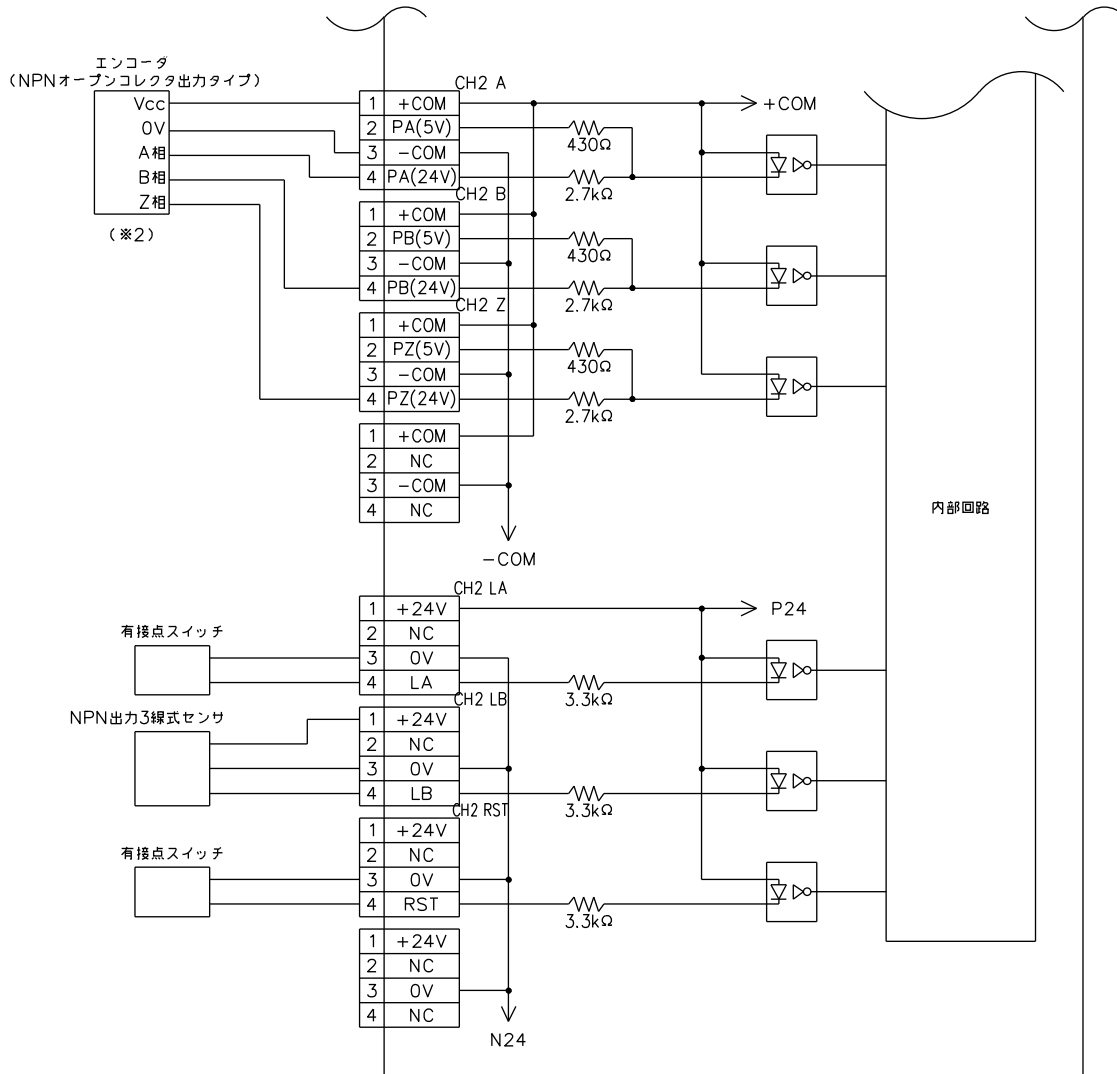 エンコーダ
(NPNオープンコレクタ出力タイプ)
Vcc
0V
A相
B相
Z相
(※2)
CH2 A
1 +COM
2 PA(5V)
3 -COM
4 PA(24V)
+COM
430Ω
2.7kΩ
CH2 B
1 +COM
2 PB(5V)
3 -COM
4 PB(24V)
430Ω
2.7kΩ
CH2 Z
1 +COM
2 PZ(5V)
3 -COM
4 PZ(24V)
430Ω
2.7kΩ
1 +COM
2 NC
3 -COM
4 NC
-COM
内部回路
CH2 LA
1 +24V
2 NC
3 0V
4 LA
P24
有接点スイッチ
3.3kΩ
CH2 LB
NPN出力3線式センサ
1 +24V
2 NC
3 0V
4 LB
3.3kΩ
CH2 RST
1 +24V
2 NC
3 0V
4 RST
有接点スイッチ
3.3kΩ
1 +24V
2 NC
3 0V
4 NC
N24